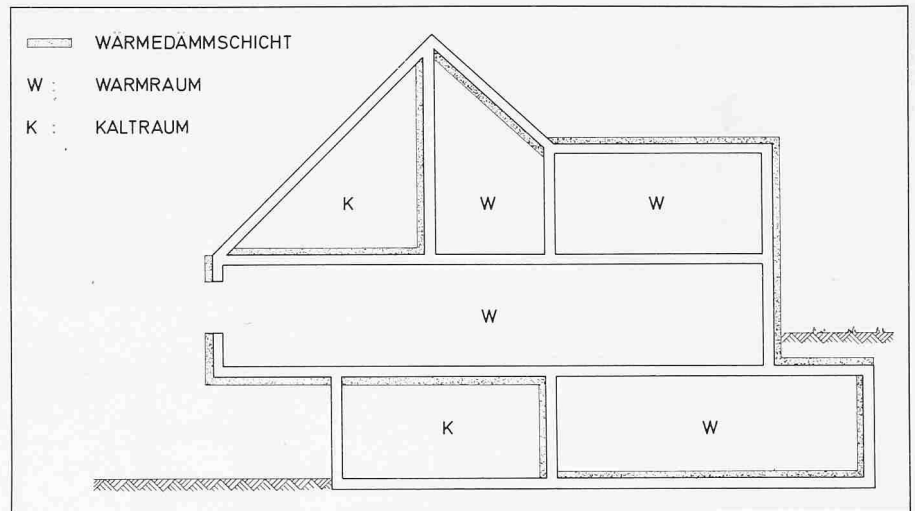 WÄRMEDÄMMSCHICHT
W : WARMRAUM
K : KALTRAUM
K W W
W
K W